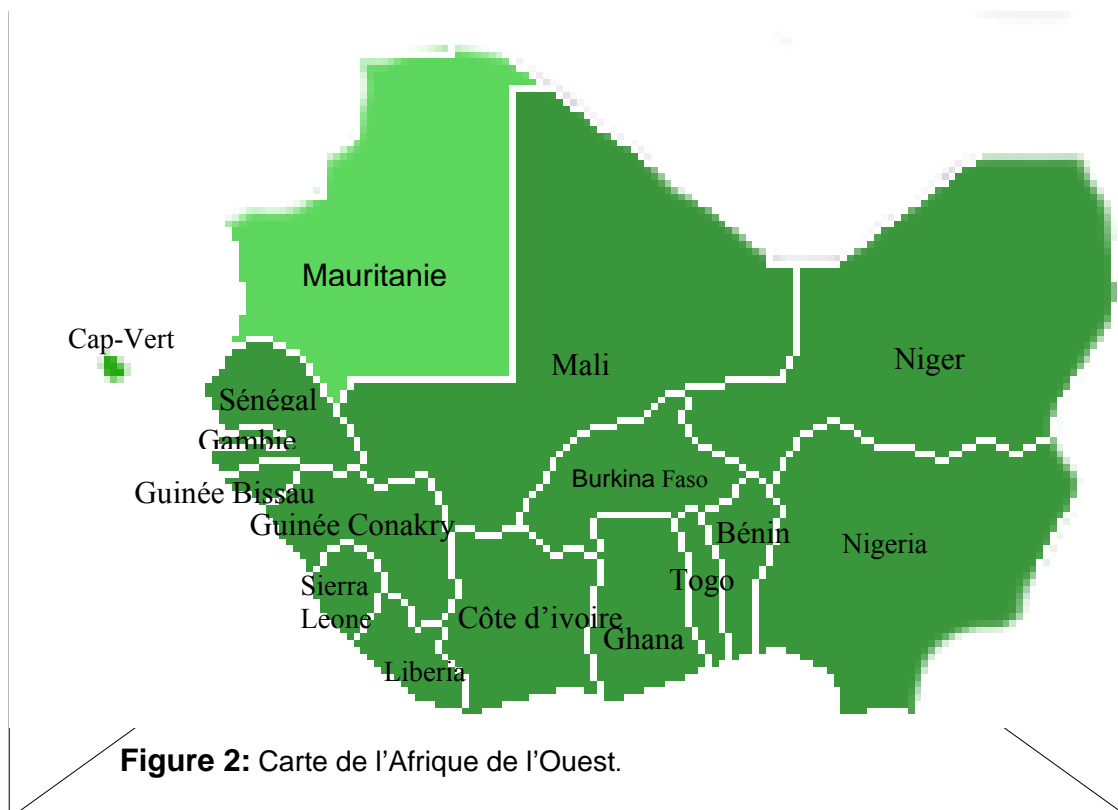 Mauritanie
Cap-Vert
Mali
Niger
Sénégal
Gambie
Burkina Faso
Guinée Bissau
Guinée Conakry
Bénin
Nigeria
Togo
Sierra
Leone
Côte d’ivoire
Ghana
Liberia
Figure 2: Carte de l’Afrique de l’Ouest.